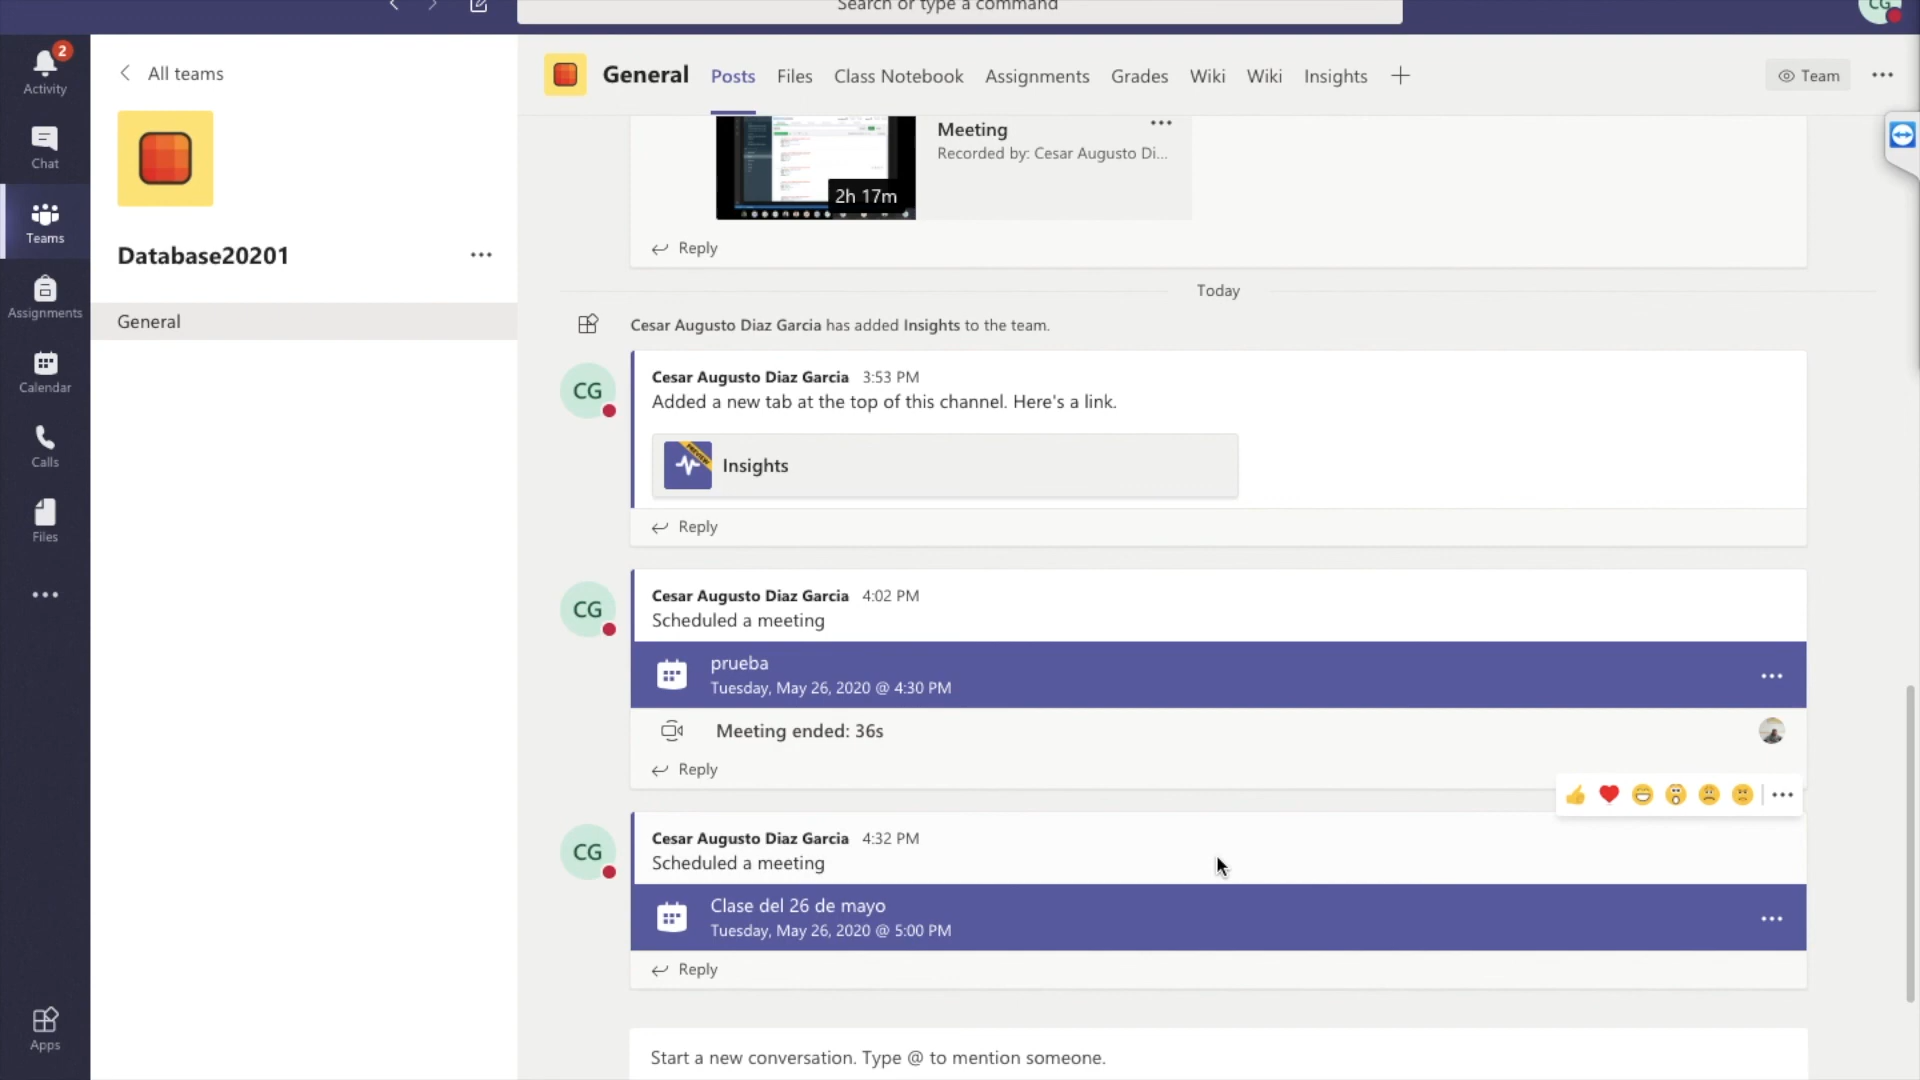 Search or type a command
CG
2
Activity
Chat
Teams
Assignments
Calendar
Calls
Files
Apps
All teams
Database20201
General
General
Posts
Files
Class Notebook
Assignments
Grades
Wiki
Wiki
Insights
Team
Meeting
Recorded by: Cesar Augusto Di...
2h 17m
Reply
Today
Cesar Augusto Diaz Garcia has added Insights to the team.
CG
Cesar Augusto Diaz Garcia 3:53 PM
Added a new tab at the top of this channel. Here's a link.
PREVIEW
Insights
Reply
CG
Cesar Augusto Diaz Garcia 4:02 PM
Scheduled a meeting
prueba
Tuesday, May 26, 2020 @ 4:30 PM
Meeting ended: 36s
Reply
CG
Cesar Augusto Diaz Garcia 4:32 PM
Scheduled a meeting
Clase del 26 de mayo
Tuesday, May 26, 2020 @ 5:00 PM
Reply
Start a new conversation. Type @ to mention someone.